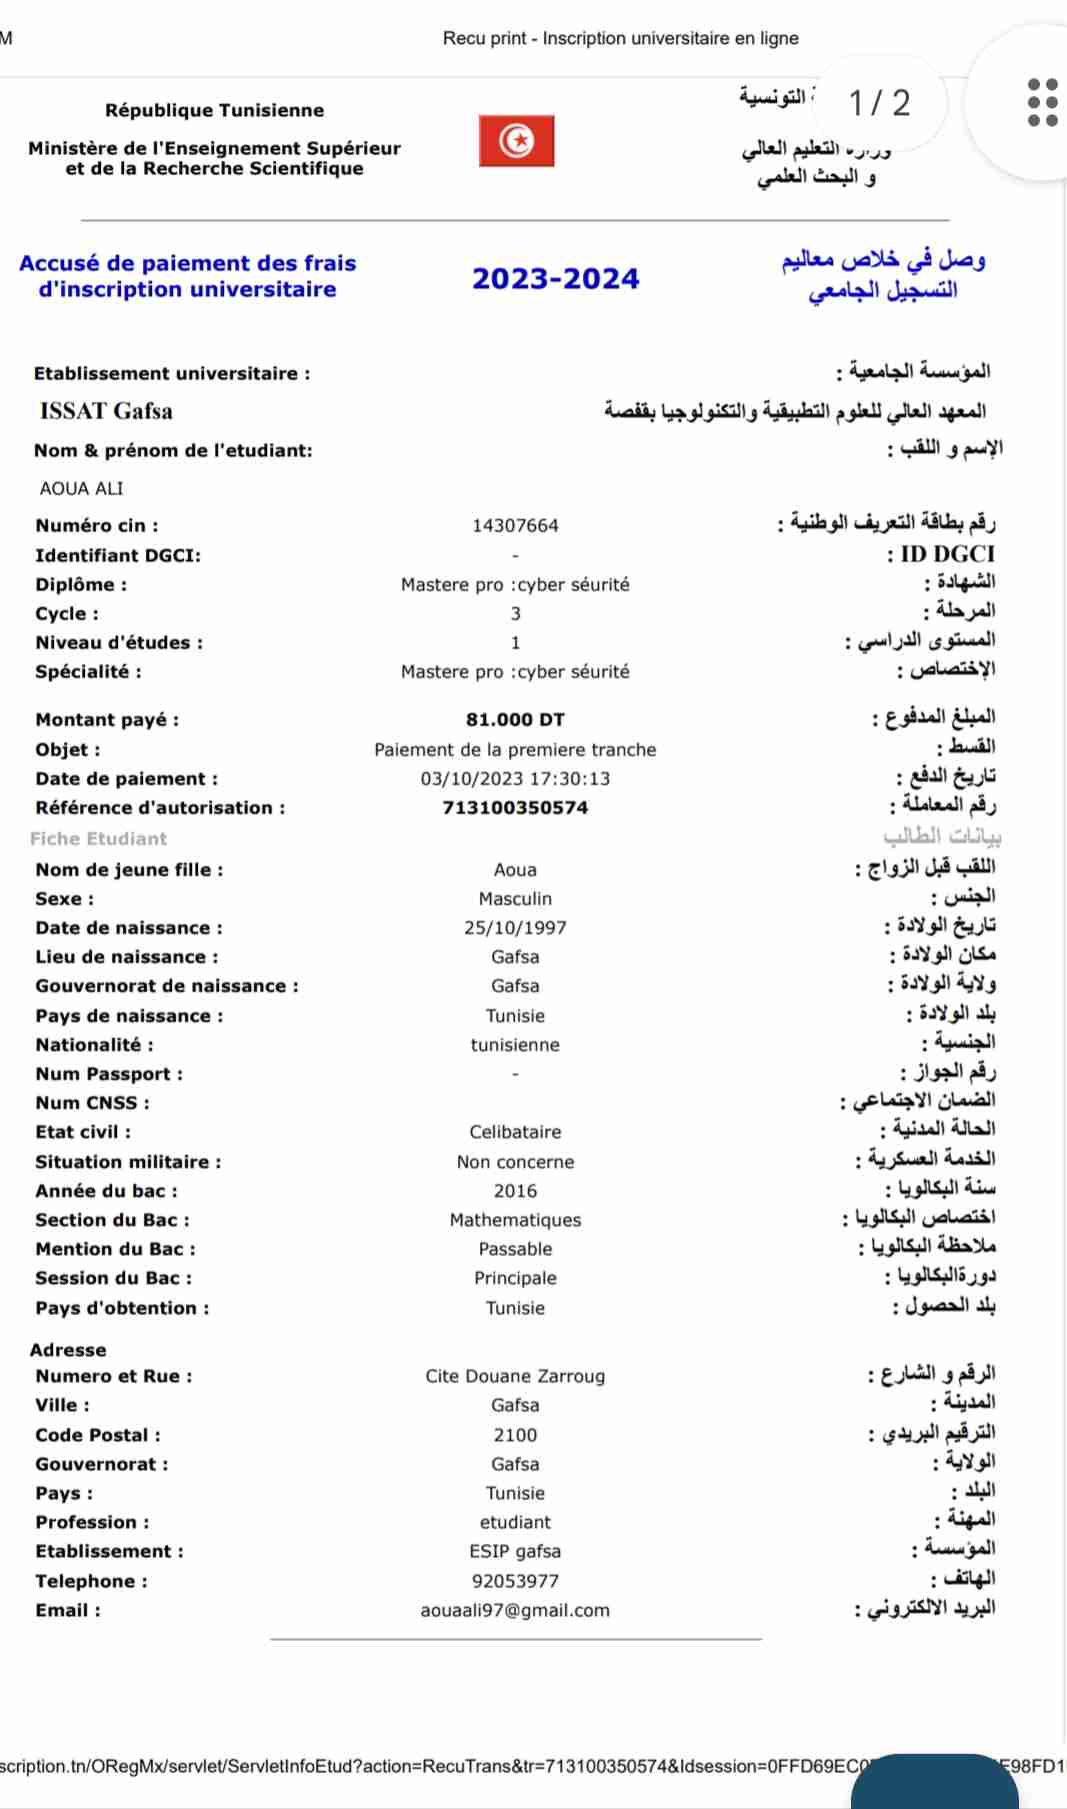 Recu print - Inscription universitaire en ligne
1 / 2
République Tunisienne
التونسية
Ministère de l'Enseignement Supérieur
et de la Recherche Scientifique
وزارة التعليم العالي
و البحث العلمي
Accusé de paiement des frais
d'inscription universitaire
2023-2024
وصل في خلاص معاليم
التسجيل الجامعي
Etablissement universitaire : المؤسسة الجامعية :
ISSAT Gafsa المعهد العالي للعلوم التطبيقية والتكنولوجيا بقفصة
Nom & prénom de l'etudiant: الإسم و اللقب :
AOUA ALI
Numéro cin : 14307664 رقم بطاقة التعريف الوطنية :
Identifiant DGCI: - ID DGCI :
Diplôme : Mastere pro :cyber séurité الشهادة :
Cycle : 3 المرحلة :
Niveau d'études : 1 المستوى الدراسي :
Spécialité : Mastere pro :cyber séurité الإختصاص :
Montant payé : 81.000 DT المبلغ المدفوع :
Objet : Paiement de la premiere tranche القسط :
Date de paiement : 03/10/2023 17:30:13 تاريخ الدفع :
Référence d'autorisation : 713100350574 رقم المعاملة :
Fiche Etudiant بيانات الطالب
Nom de jeune fille : Aoua اللقب قبل الزواج :
Sexe : Masculin الجنس :
Date de naissance : 25/10/1997 تاريخ الولادة :
Lieu de naissance : Gafsa مكان الولادة :
Gouvernorat de naissance : Gafsa ولاية الولادة :
Pays de naissance : Tunisie بلد الولادة :
Nationalité : tunisienne الجنسية :
Num Passport : - رقم الجواز :
Num CNSS : الضمان الاجتماعي :
Etat civil : Celibataire الحالة المدنية :
Situation militaire : Non concerne الخدمة العسكرية :
Année du bac : 2016 سنة البكالويا :
Section du Bac : Mathematiques اختصاص البكالويا :
Mention du Bac : Passable ملاحظة البكالويا :
Session du Bac : Principale دورةالبكالويا :
Pays d'obtention : Tunisie بلد الحصول :
Adresse
Numero et Rue : Cite Douane Zarroug الرقم و الشارع :
Ville : Gafsa المدينة :
Code Postal : 2100 الترقيم البريدي :
Gouvernorat : Gafsa الولاية :
Pays : Tunisie البلد :
Profession : etudiant المهنة :
Etablissement : ESIP gafsa المؤسسة :
Telephone : 92053977 الهاتف :
Email : aouaali97@gmail.com البريد الالكتروني :
scription.tn/ORegMx/servlet/ServletInfoEtud?action=RecuTrans&tr=713100350574&Idsession=0FFD69EC0